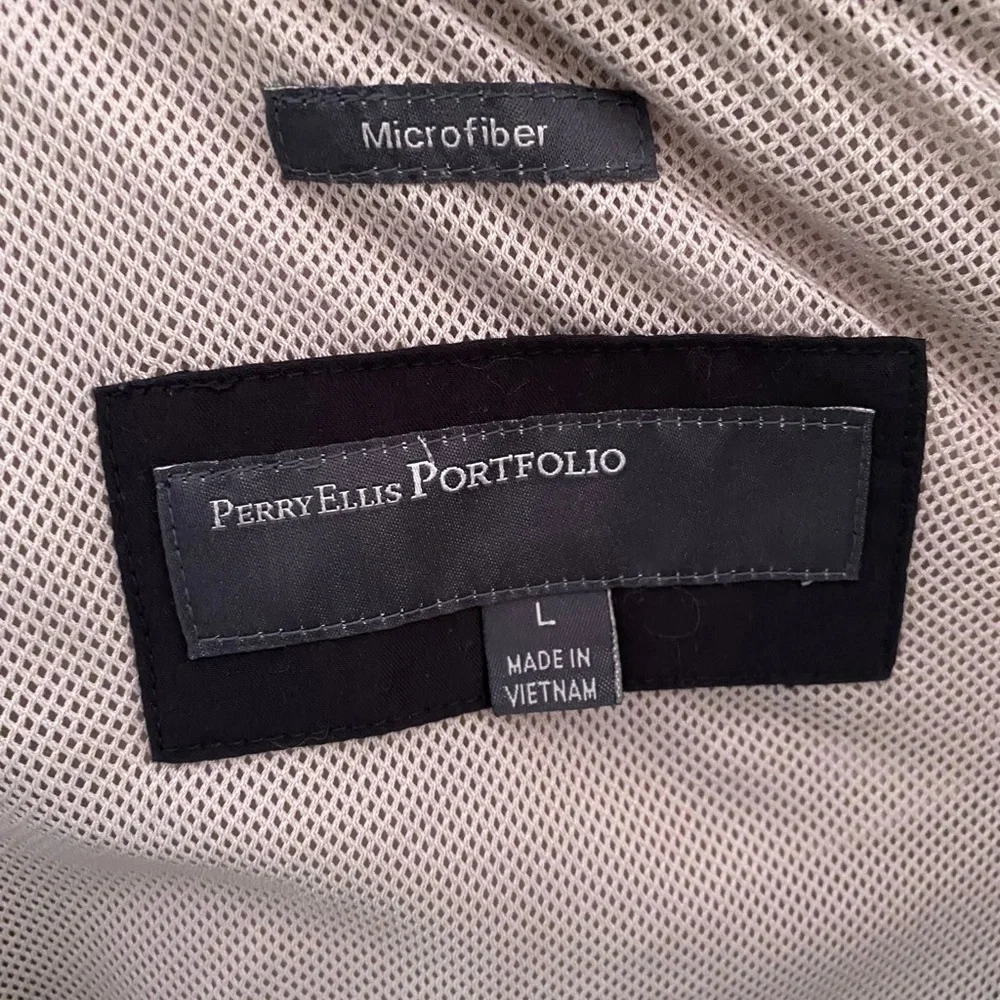 Microfiber
PERRY ELLIS PORTFOLIO
L
MADE IN
VIETNAM